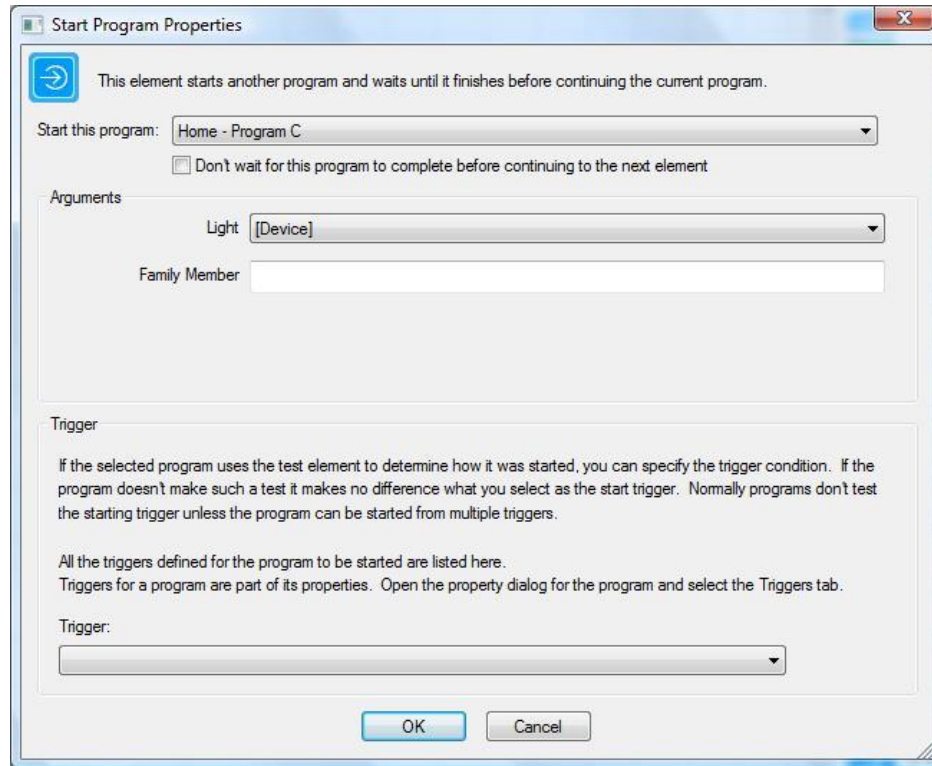 Start Program Properties
This element starts another program and waits until it finishes before continuing the current program.
Start this program: Home - Program C
Don't wait for this program to complete before continuing to the next element
Arguments
Light [Device]
Family Member
Trigger
If the selected program uses the test element to determine how it was started, you can specify the trigger condition. If the
program doesn't make such a test it makes no difference what you select as the start trigger. Normally programs don't test
the starting trigger unless the program can be started from multiple triggers.
All the triggers defined for the program to be started are listed here.
Triggers for a program are part of its properties. Open the property dialog for the program and select the Triggers tab.
Trigger:
OK Cancel